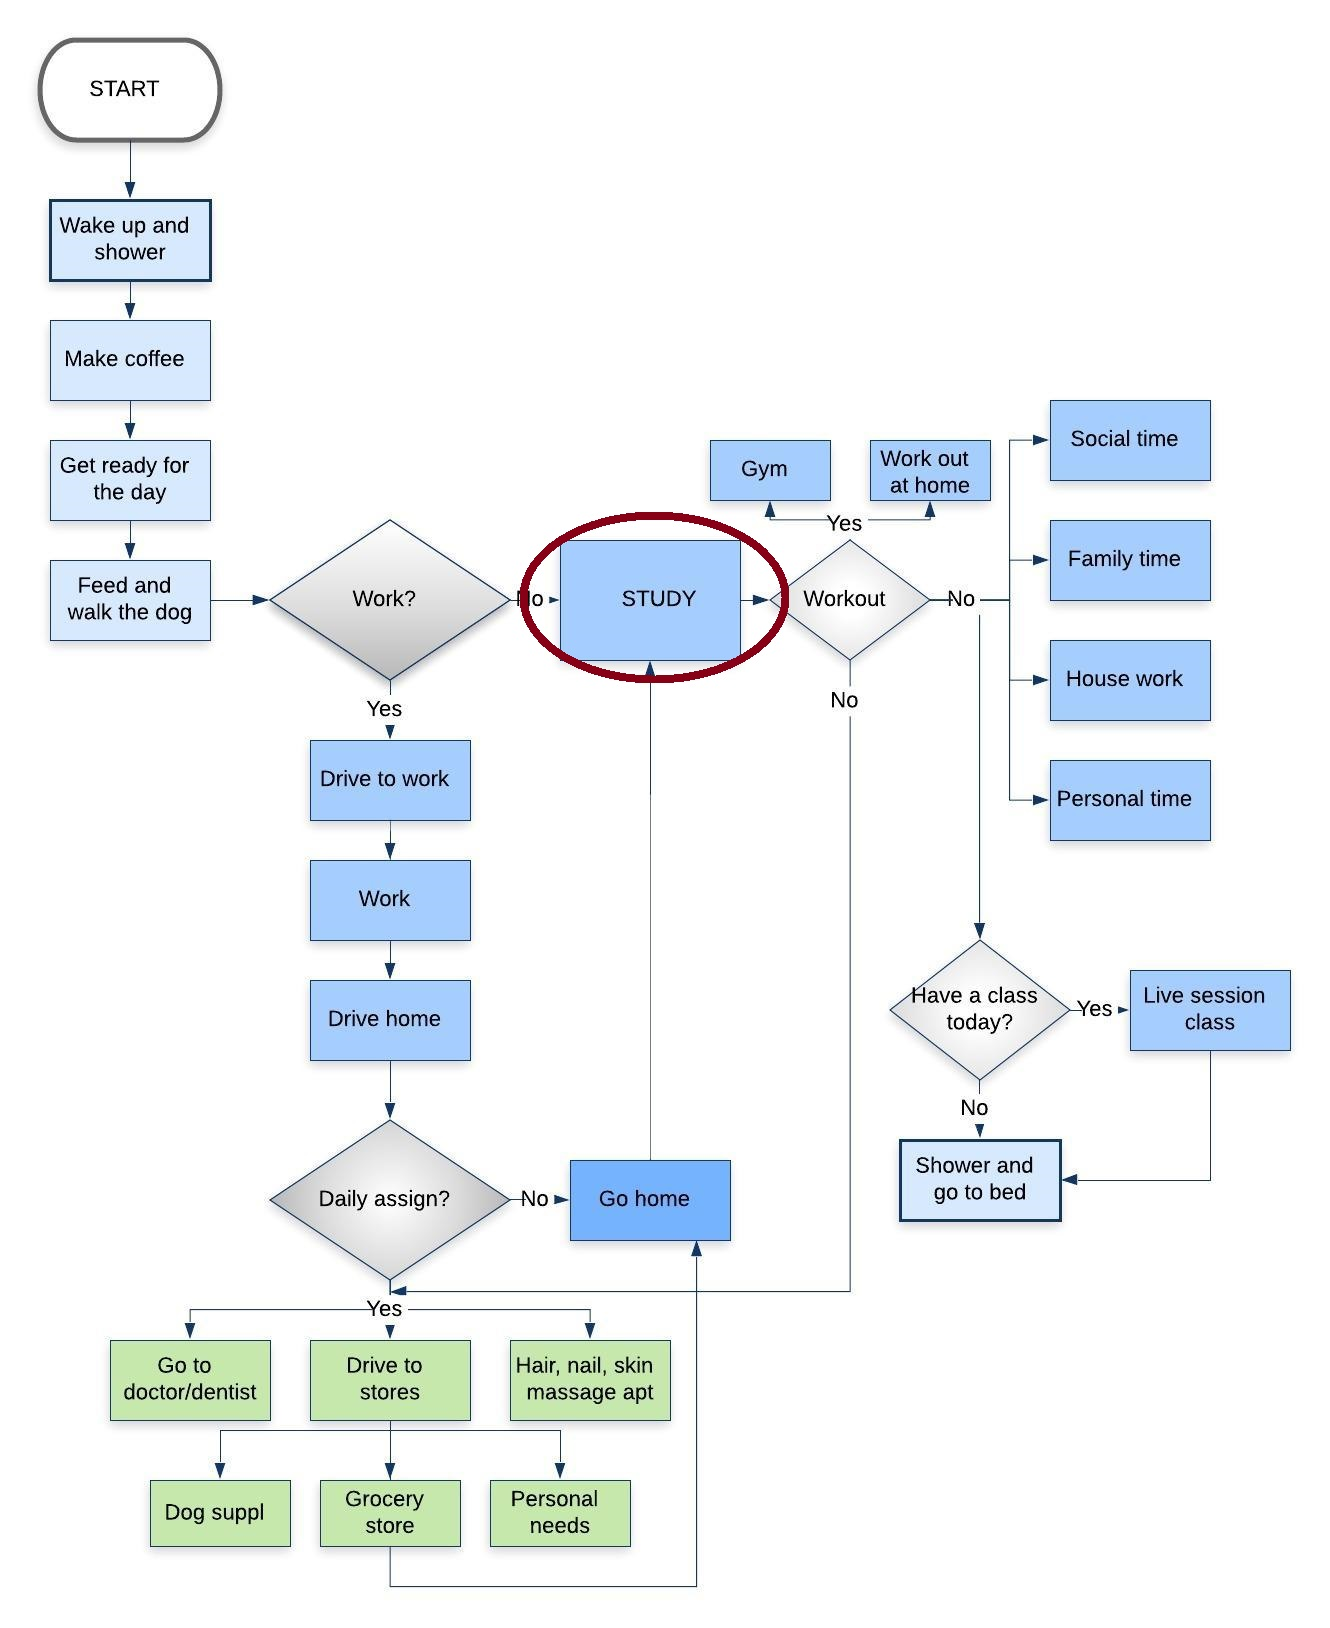 START
Wake up and
shower
Make coffee
Get ready for
the day
Feed and
walk the dog
Work?
No
STUDY
Gym
Work out
at home
Yes
Workout
No
Social time
Family time
House work
Personal time
No
Yes
Drive to work
Work
Drive home
Have a class
today?
Yes
Live session
class
No
Shower and
go to bed
Daily assign?
No
Go home
Yes
Go to
doctor/dentist
Drive to
stores
Hair, nail, skin
massage apt
Dog suppl
Grocery
store
Personal
needs